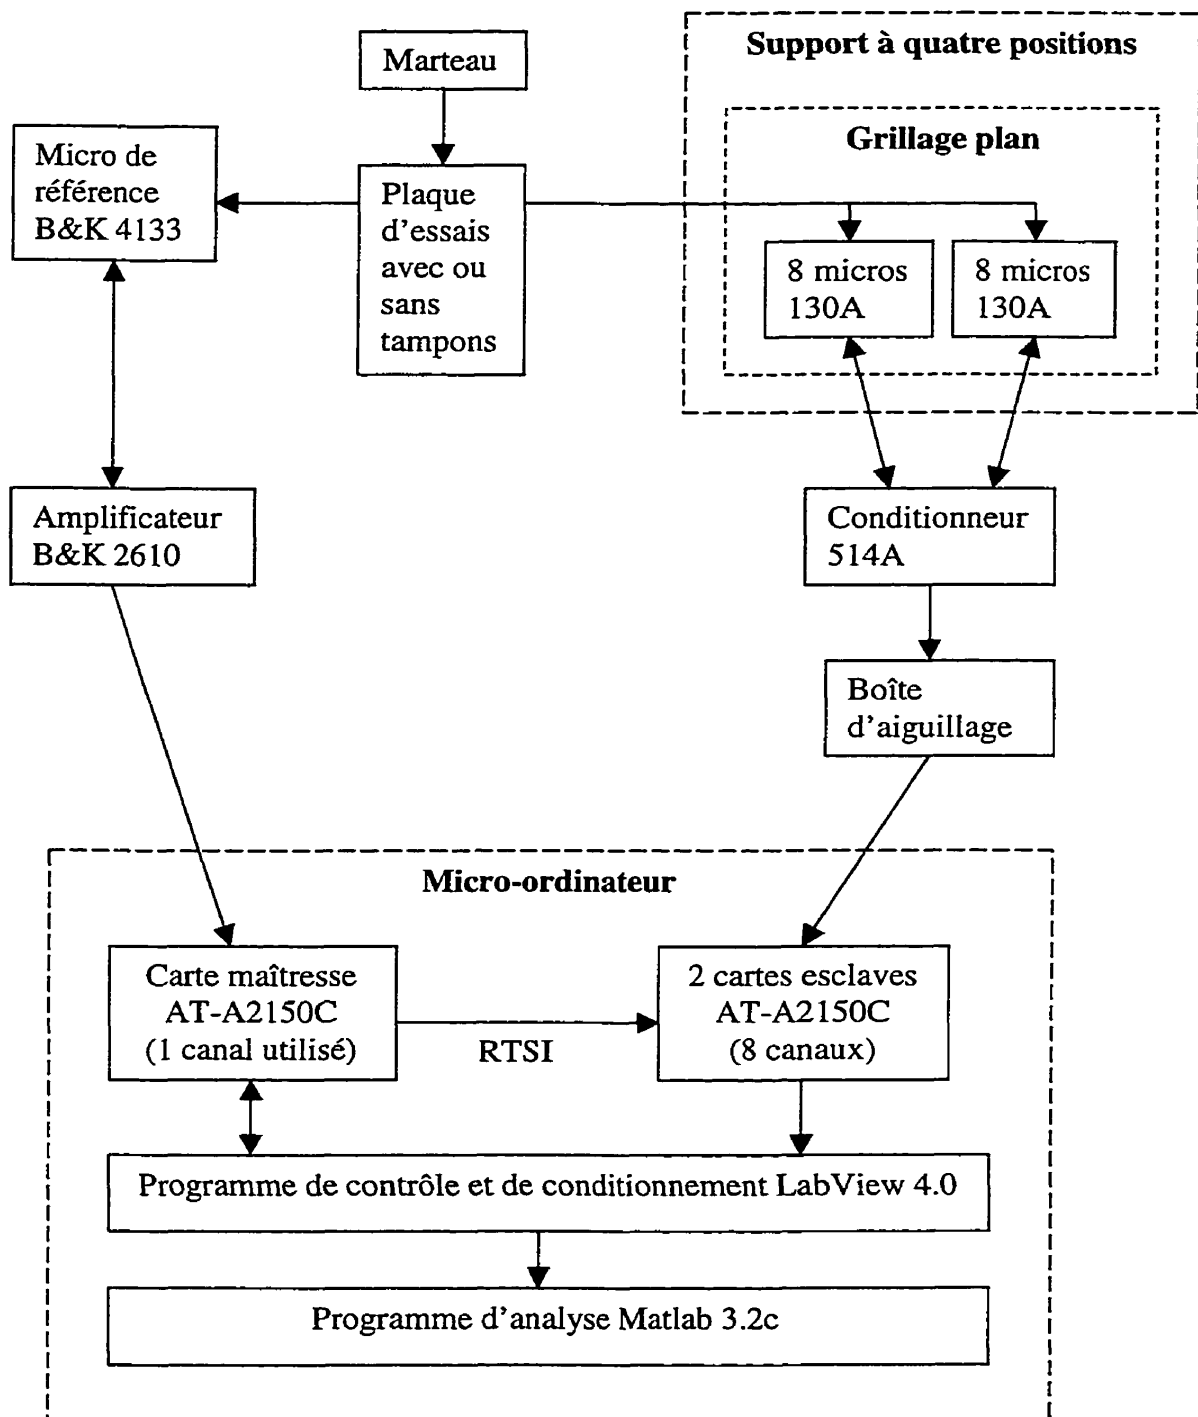 Support à quatre positions
Marteau
Grillage plan
Micro de
référence
B&K 4133
Plaque
d'essais
avec ou
sans
tampons
8 micros
130A
8 micros
130A
Amplificateur
B&K 2610
Conditionneur
514A
Boîte
d'aiguillage
Micro-ordinateur
Carte maîtresse
AT-A2150C
(1 canal utilisé)
RTSI
2 cartes esclaves
AT-A2150C
(8 canaux)
Programme de contrôle et de conditionnement LabView 4.0
Programme d'analyse Matlab 3.2c